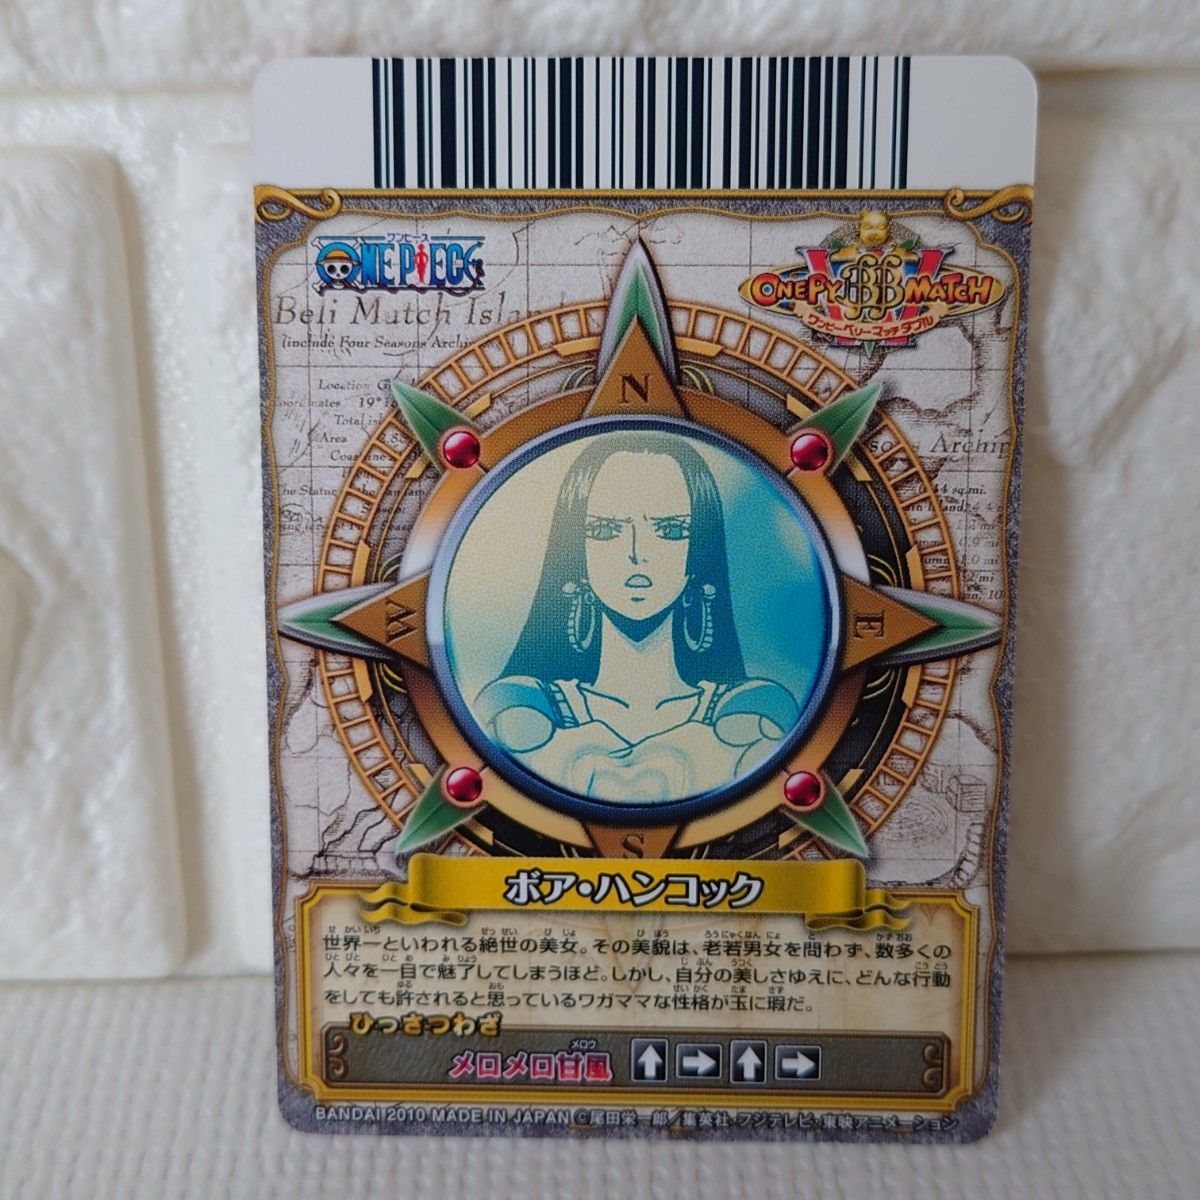 ワンピース
ONE PIECE
ONEPY BB MATCH
ワンピーベリーマッチダブル
Beli Match Islan
include Four Seasons Archi
Location G
19°
Area
Archip
sq.mi.
N
W
E
S
ボア・ハンコック
世界一といわれる絶世の美女。その美貌は、老若男女を問わず、数多くの
人々を一目で魅了してしまうほど。しかし、自分の美しさゆえに、どんな行動
をしても許されると思っているワガママな性格が玉に瑕だ。
ひっさつわざ
メロメロ甘風 ↑ → ↑ →
BANDAI 2010 MADE IN JAPAN ©尾田栄一郎/集英社・フジテレビ・東映アニメーション